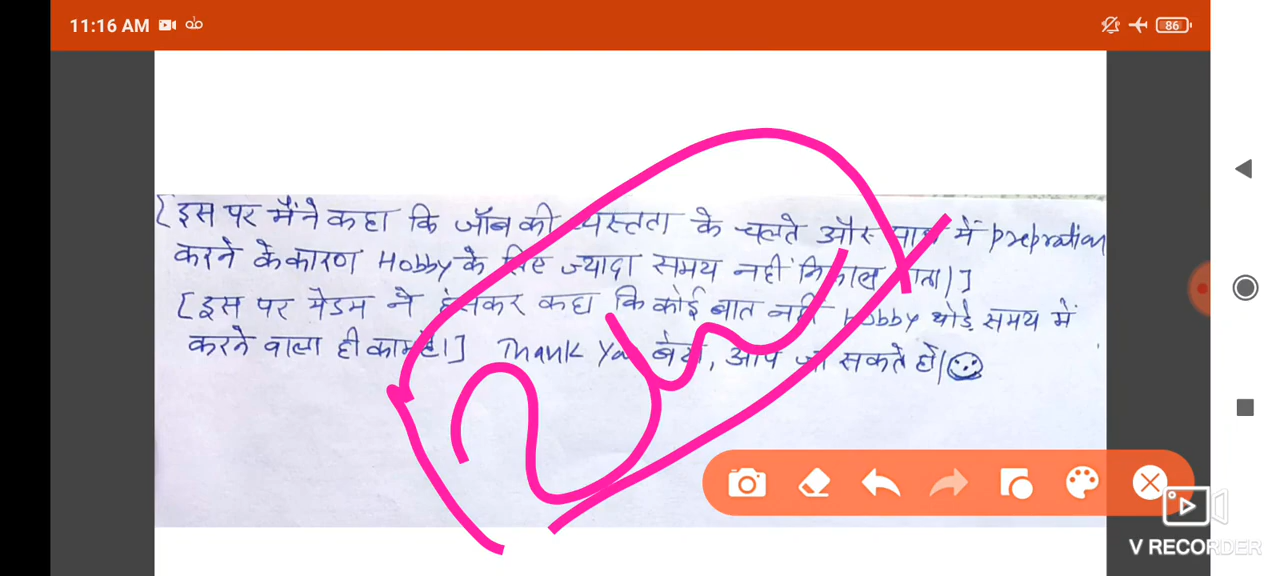 11:16 AM
86
[इस पर मैंने कहा कि जॉब की व्यस्तता के चलते और साथ में prepration
करने के कारण Hobby के लिए ज्यादा समय नहीं निकाल पाता।]
[इस पर मेडम ने हंसकर कहा कि कोई बात नहीं Hobby थोड़े समय में
करने वाला ही काम है।] Thank You बेटा, आप जा सकते हो।
V RECORDER